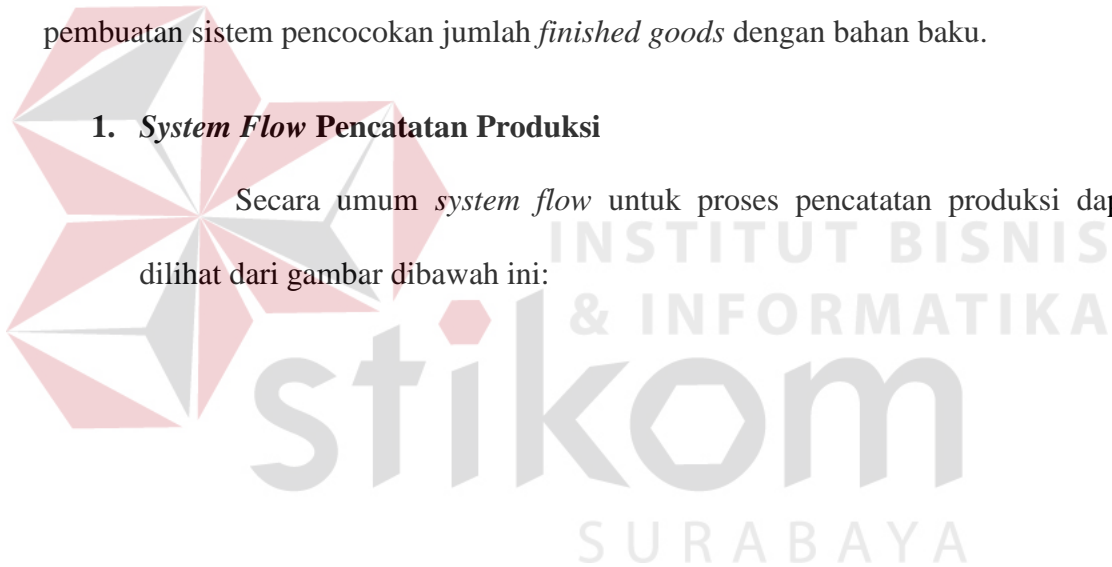 pembuatan sistem pencocokan jumlah finished goods dengan bahan baku.
1. System Flow Pencatatan Produksi
Secara umum system flow untuk proses pencatatan produksi dap
dilihat dari gambar dibawah ini:
INSTITUT BISNIS
& INFORMATIKA
stikom
SURABAYA